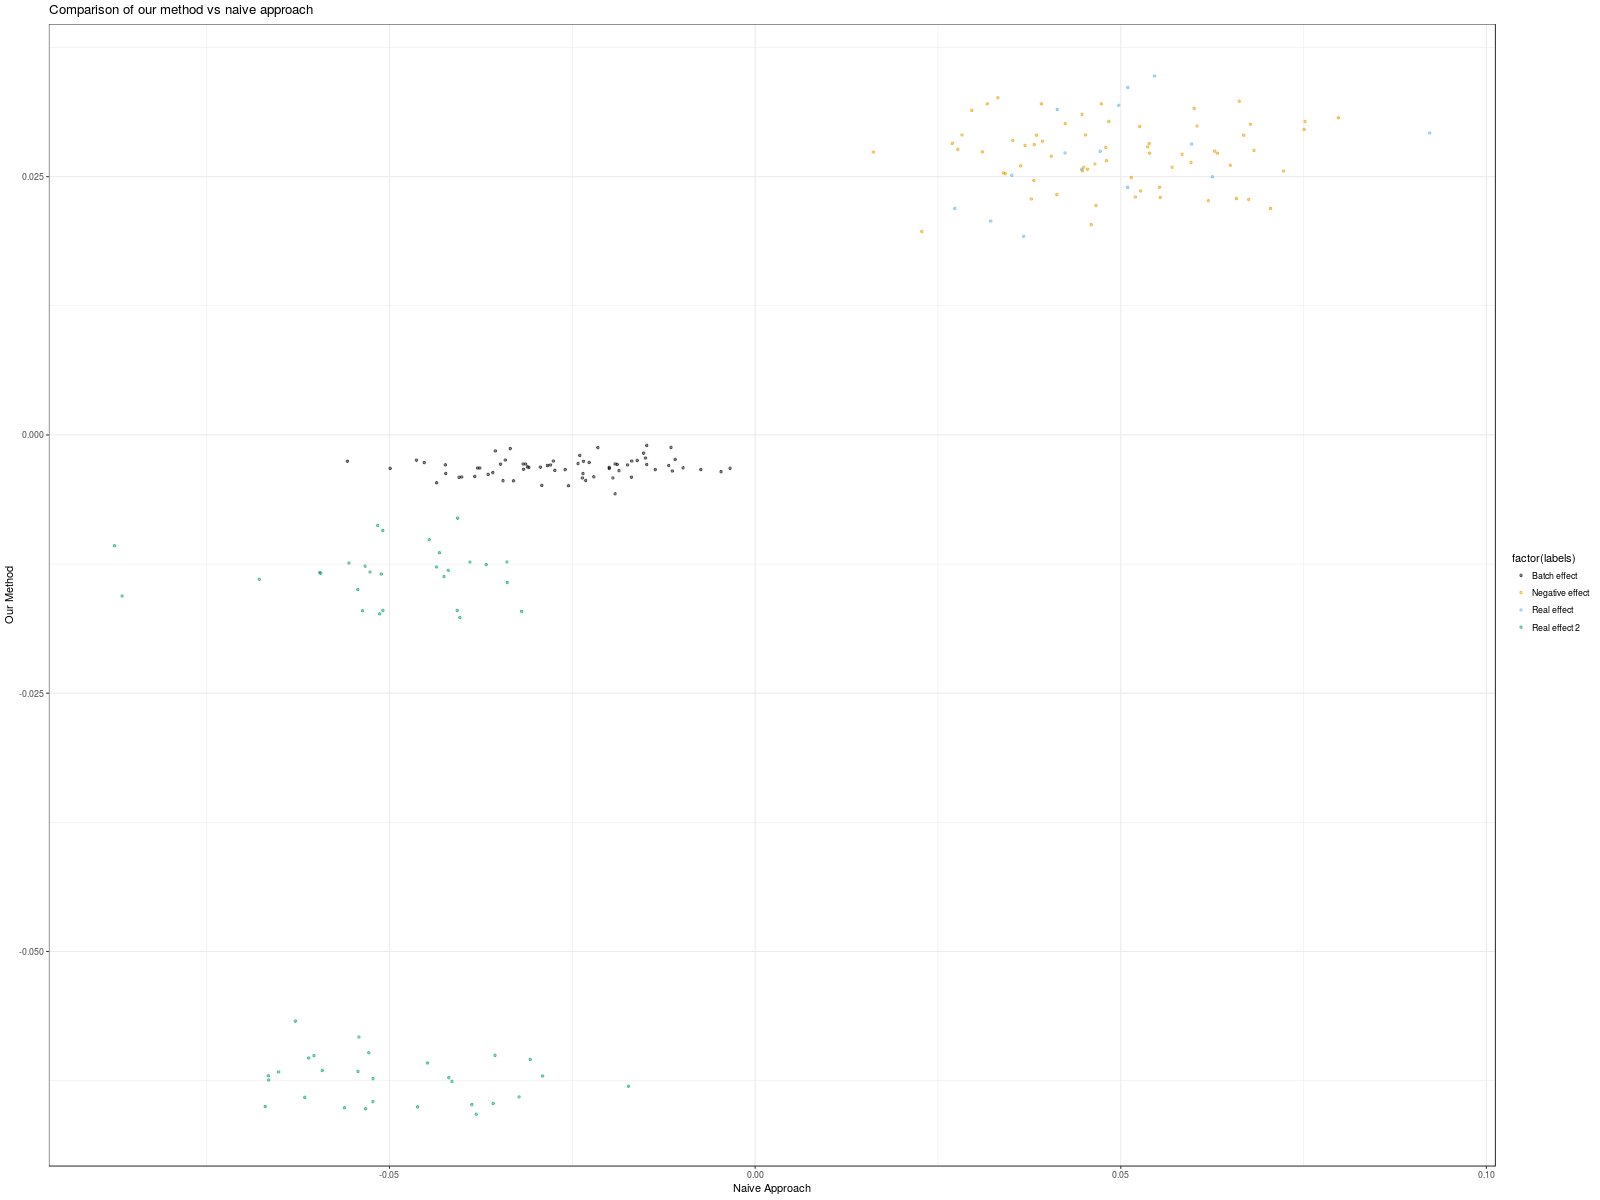 Comparison of our method vs naive approach
Our Method
0.025
0.000
-0.025
-0.050
-0.05
0.00
0.05
0.10
Naive Approach
factor(labels)
Batch effect
Negative effect
Real effect
Real effect 2